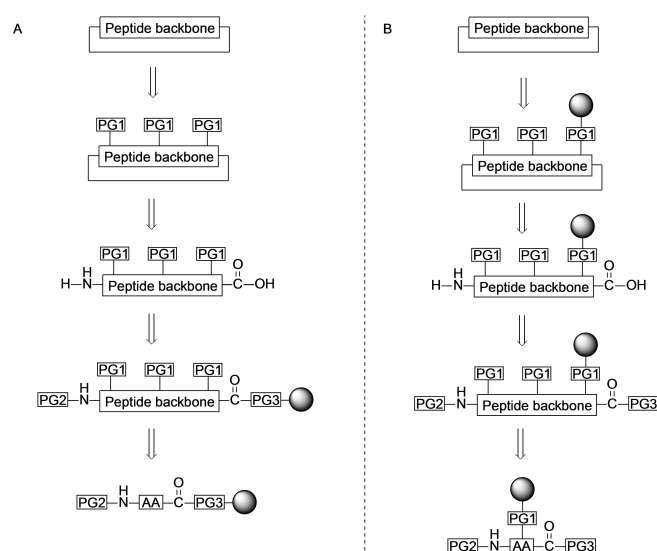 A
Peptide backbone
PG1 PG1 PG1
Peptide backbone
PG1 PG1 PG1
H O
H–N–Peptide backbone–C–OH
PG1 PG1 PG1
H O
PG2–N–Peptide backbone–C–PG3
H O
PG2–N–AA–C–PG3
B
Peptide backbone
PG1 PG1 PG1
Peptide backbone
PG1 PG1 PG1
H O
H–N–Peptide backbone–C–OH
PG1 PG1 PG1
H O
PG2–N–Peptide backbone–C–PG3
PG1
H O
PG2–N–AA–C–PG3